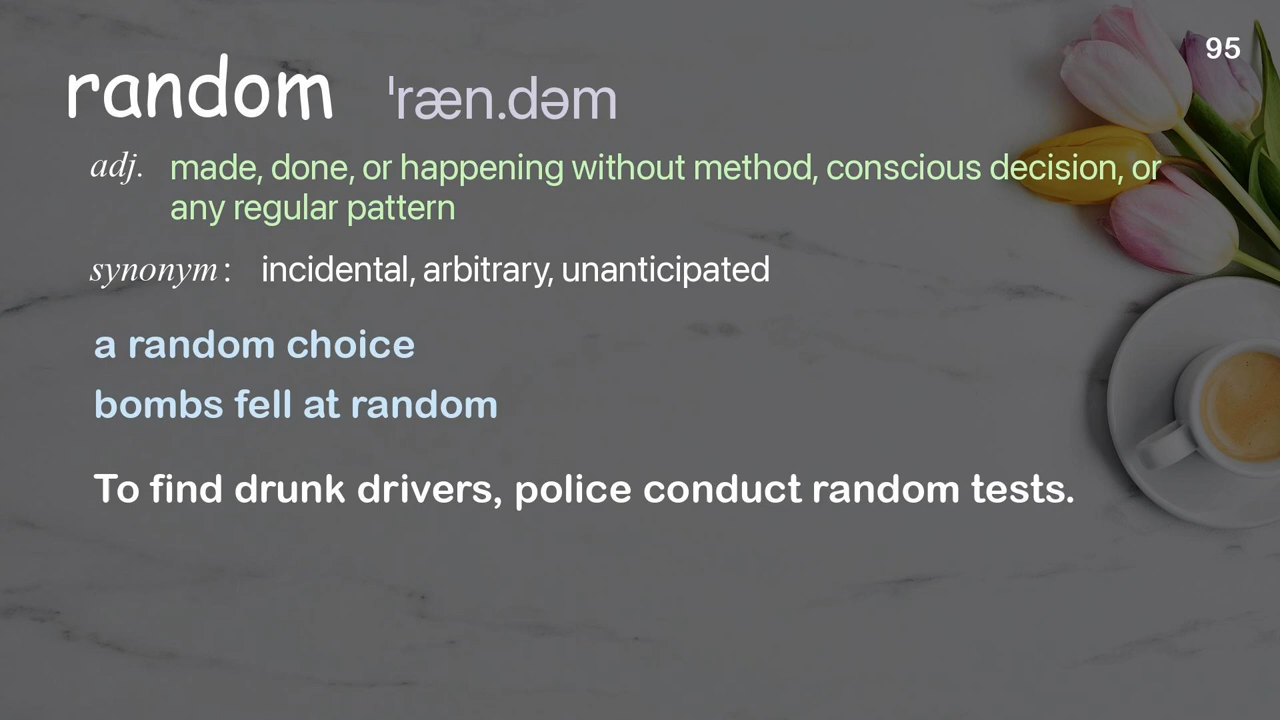 95
random ˈræn.dəm
adj. made, done, or happening without method, conscious decision, or
any regular pattern
synonym: incidental, arbitrary, unanticipated
a random choice
bombs fell at random
To find drunk drivers, police conduct random tests.